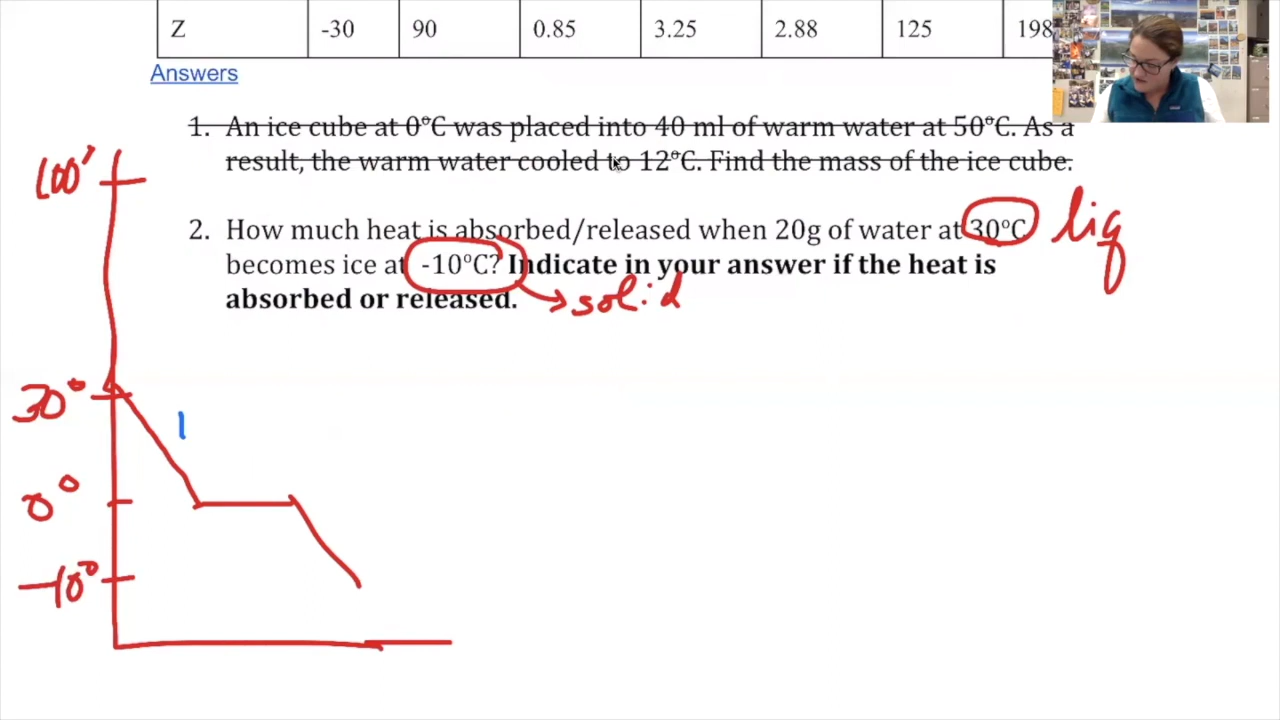 Z -30 90 0.85 3.25 2.88 125 198
Answers
1. An ice cube at 0°C was placed into 40 ml of warm water at 50°C. As a
result, the warm water cooled to 12°C. Find the mass of the ice cube.
100°
2. How much heat is absorbed/released when 20g of water at 30°C liq
becomes ice at -10°C? Indicate in your answer if the heat is
absorbed or released. solid
30°
1
0°
-10°